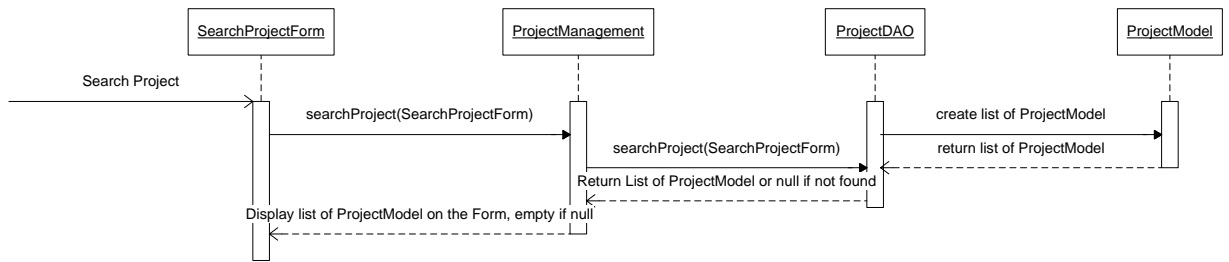 SearchProjectForm
ProjectManagement
ProjectDAO
ProjectModel
Search Project
searchProject(SearchProjectForm)
create list of ProjectModel
searchProject(SearchProjectForm)
return list of ProjectModel
Return List of ProjectModel or null if not found
Display list of ProjectModel on the Form, empty if null